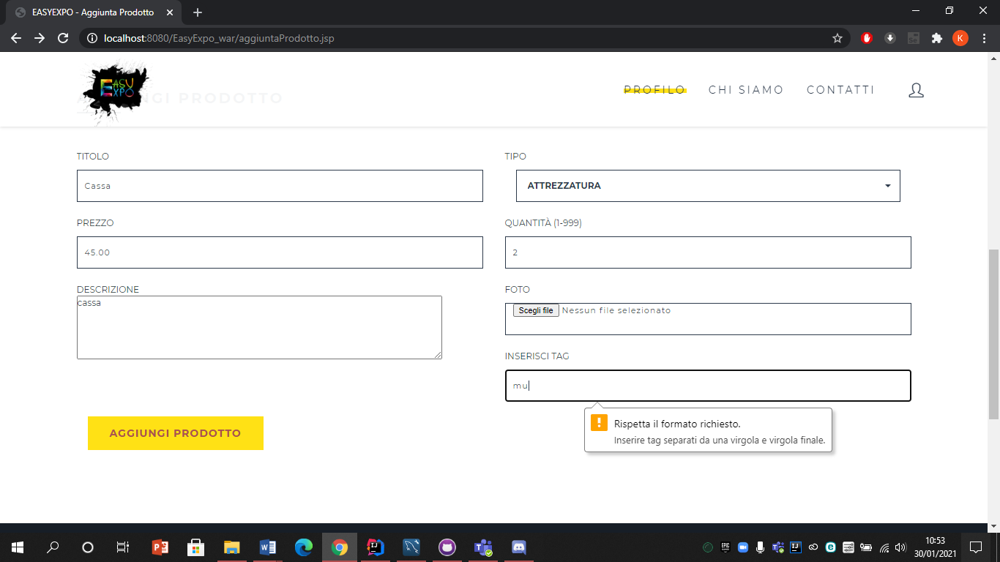 EASYEXPO - Aggiunta Prodotto
localhost:8080/EasyExpo_war/aggiuntaProdotto.jsp
K
EASY
EXPO
AGGIUNGI PRODOTTO
PROFILO
CHI SIAMO
CONTATTI
TITOLO
TIPO
Cassa
ATTREZZATURA
PREZZO
QUANTITÀ (1-999)
45.00
2
DESCRIZIONE
FOTO
cassa
Scegli file Nessun file selezionato
INSERISCI TAG
mu
Rispetta il formato richiesto.
Inserire tag separati da una virgola e virgola finale.
AGGIUNGI PRODOTTO
10:53
30/01/2021